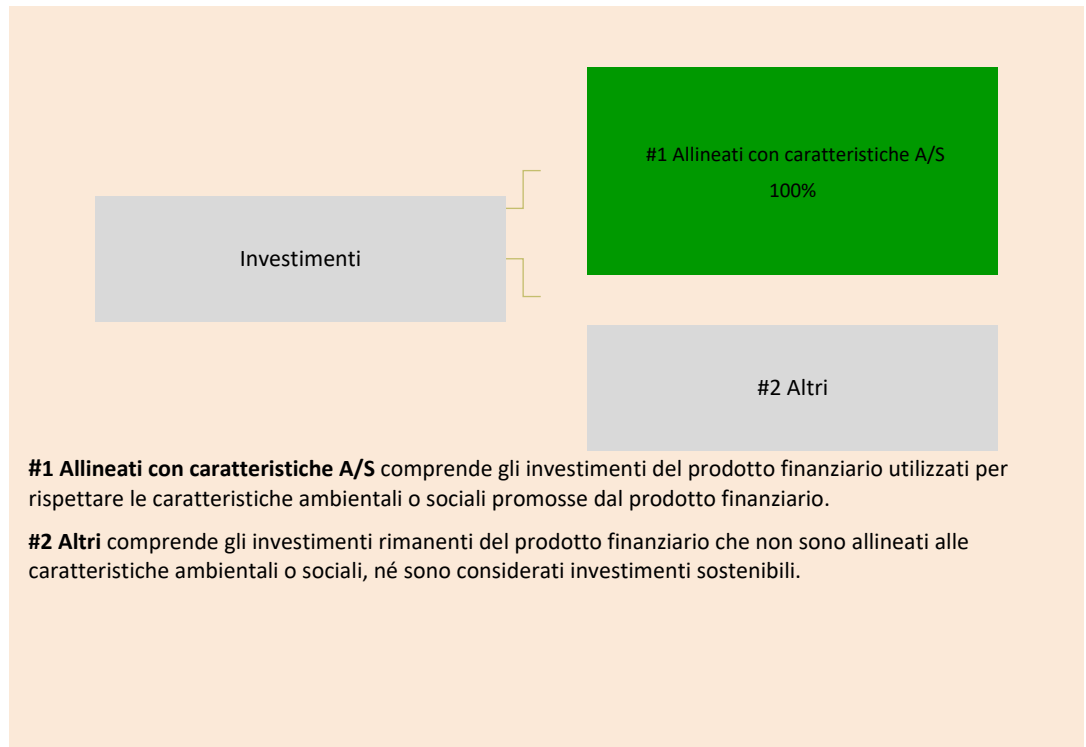 #1 Allineati con caratteristiche A/S
100%
Investimenti
#2 Altri
#1 Allineati con caratteristiche A/S comprende gli investimenti del prodotto finanziario utilizzati per
rispettare le caratteristiche ambientali o sociali promosse dal prodotto finanziario.
#2 Altri comprende gli investimenti rimanenti del prodotto finanziario che non sono allineati alle
caratteristiche ambientali o sociali, né sono considerati investimenti sostenibili.